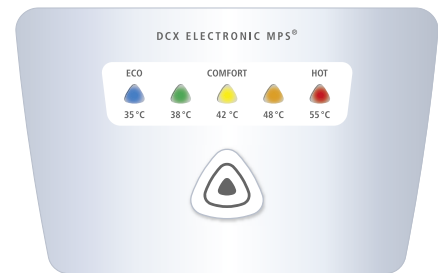 DCX ELECTRONIC MPS®
ECO COMFORT HOT
35 °C 38 °C 42 °C 48 °C 55 °C